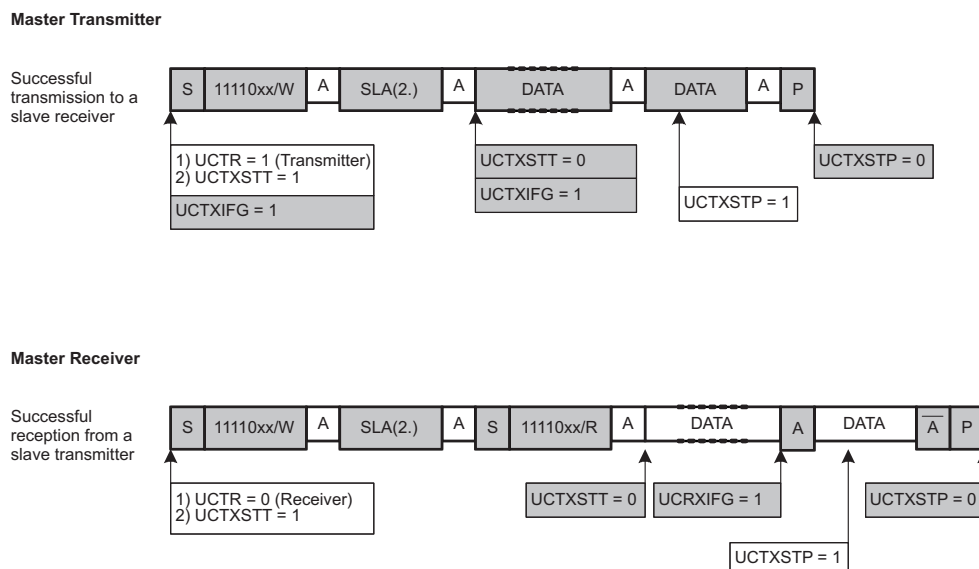 Master Transmitter
Successful
transmission to a
slave receiver
S 11110xx/W A SLA(2.) A DATA A DATA A P
1) UCTR = 1 (Transmitter)
2) UCTXSTT = 1
UCTXIFG = 1
UCTXSTT = 0
UCTXIFG = 1
UCTXSTP = 1
UCTXSTP = 0
Master Receiver
Successful
reception from a
slave transmitter
S 11110xx/W A SLA(2.) A S 11110xx/R A DATA A DATA A̅ P
1) UCTR = 0 (Receiver)
2) UCTXSTT = 1
UCTXSTT = 0
UCRXIFG = 1
UCTXSTP = 1
UCTXSTP = 0